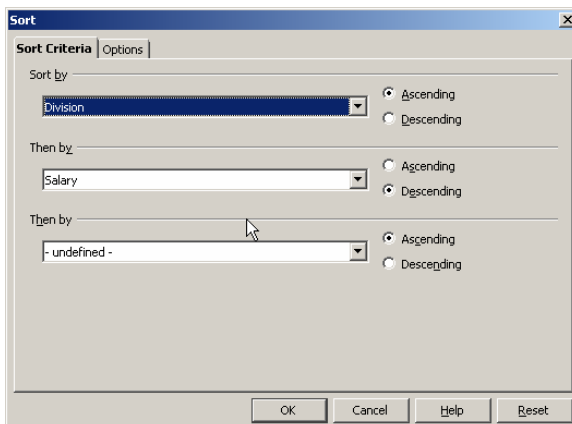 Sort
Sort Criteria Options
Sort by
Division
Ascending
Descending
Then by
Salary
Ascending
Descending
Then by
- undefined -
Ascending
Descending
OK Cancel Help Reset